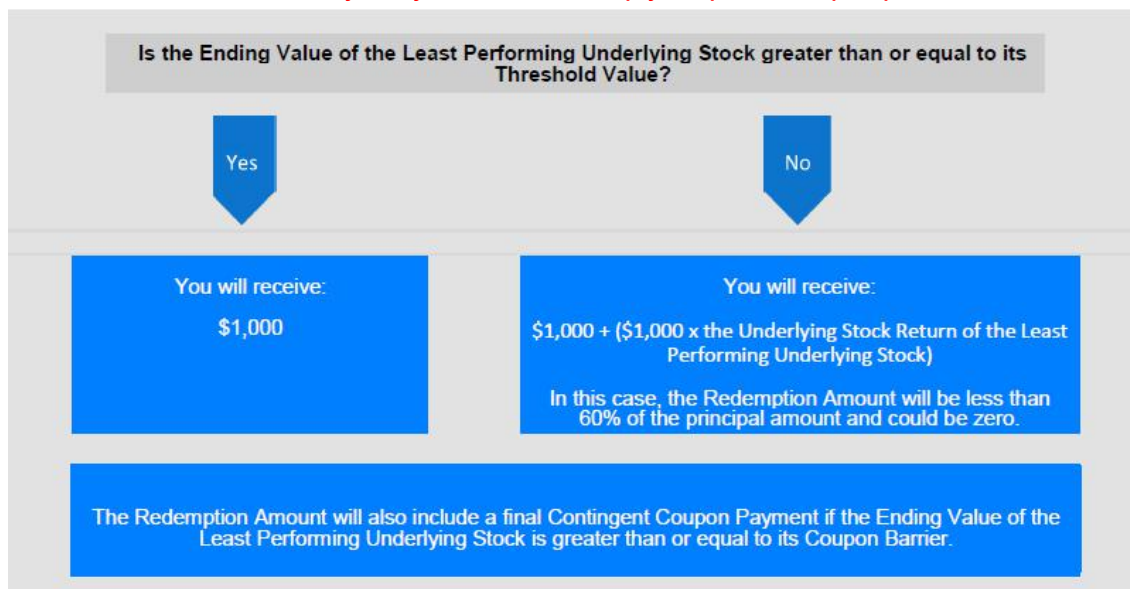 Is the Ending Value of the Least Performing Underlying Stock greater than or equal to its
Threshold Value?
Yes
No
You will receive:
$1,000
You will receive:
$1,000 + ($1,000 x the Underlying Stock Return of the Least
Performing Underlying Stock)
In this case, the Redemption Amount will be less than
60% of the principal amount and could be zero.
The Redemption Amount will also include a final Contingent Coupon Payment if the Ending Value of the
Least Performing Underlying Stock is greater than or equal to its Coupon Barrier.